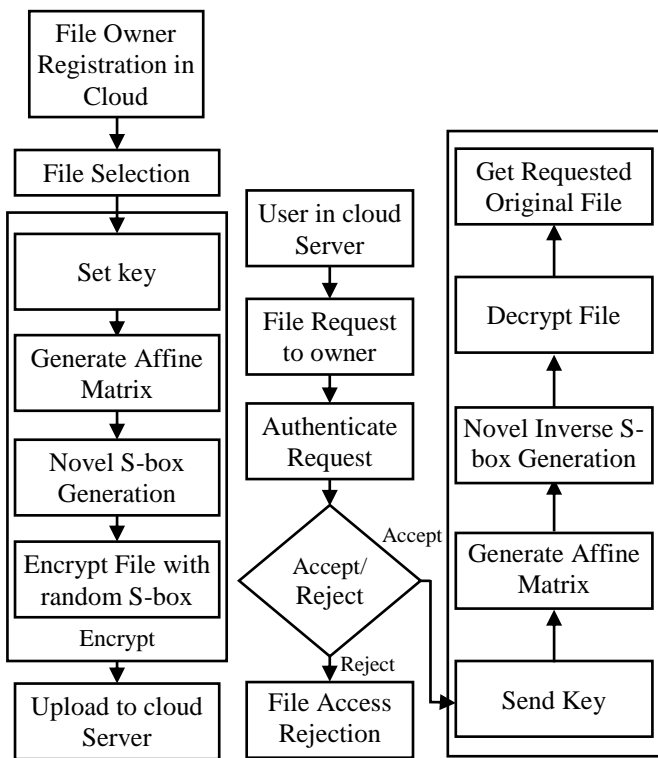 File Owner
Registration in
Cloud
File Selection
Set key
Generate Affine
Matrix
Novel S-box
Generation
Encrypt File with
random S-box
Encrypt
Upload to cloud
Server
User in cloud
Server
File Request
to owner
Authenticate
Request
Accept/
Reject
Accept
Reject
File Access
Rejection
Get Requested
Original File
Decrypt File
Novel Inverse S-
box Generation
Generate Affine
Matrix
Send Key